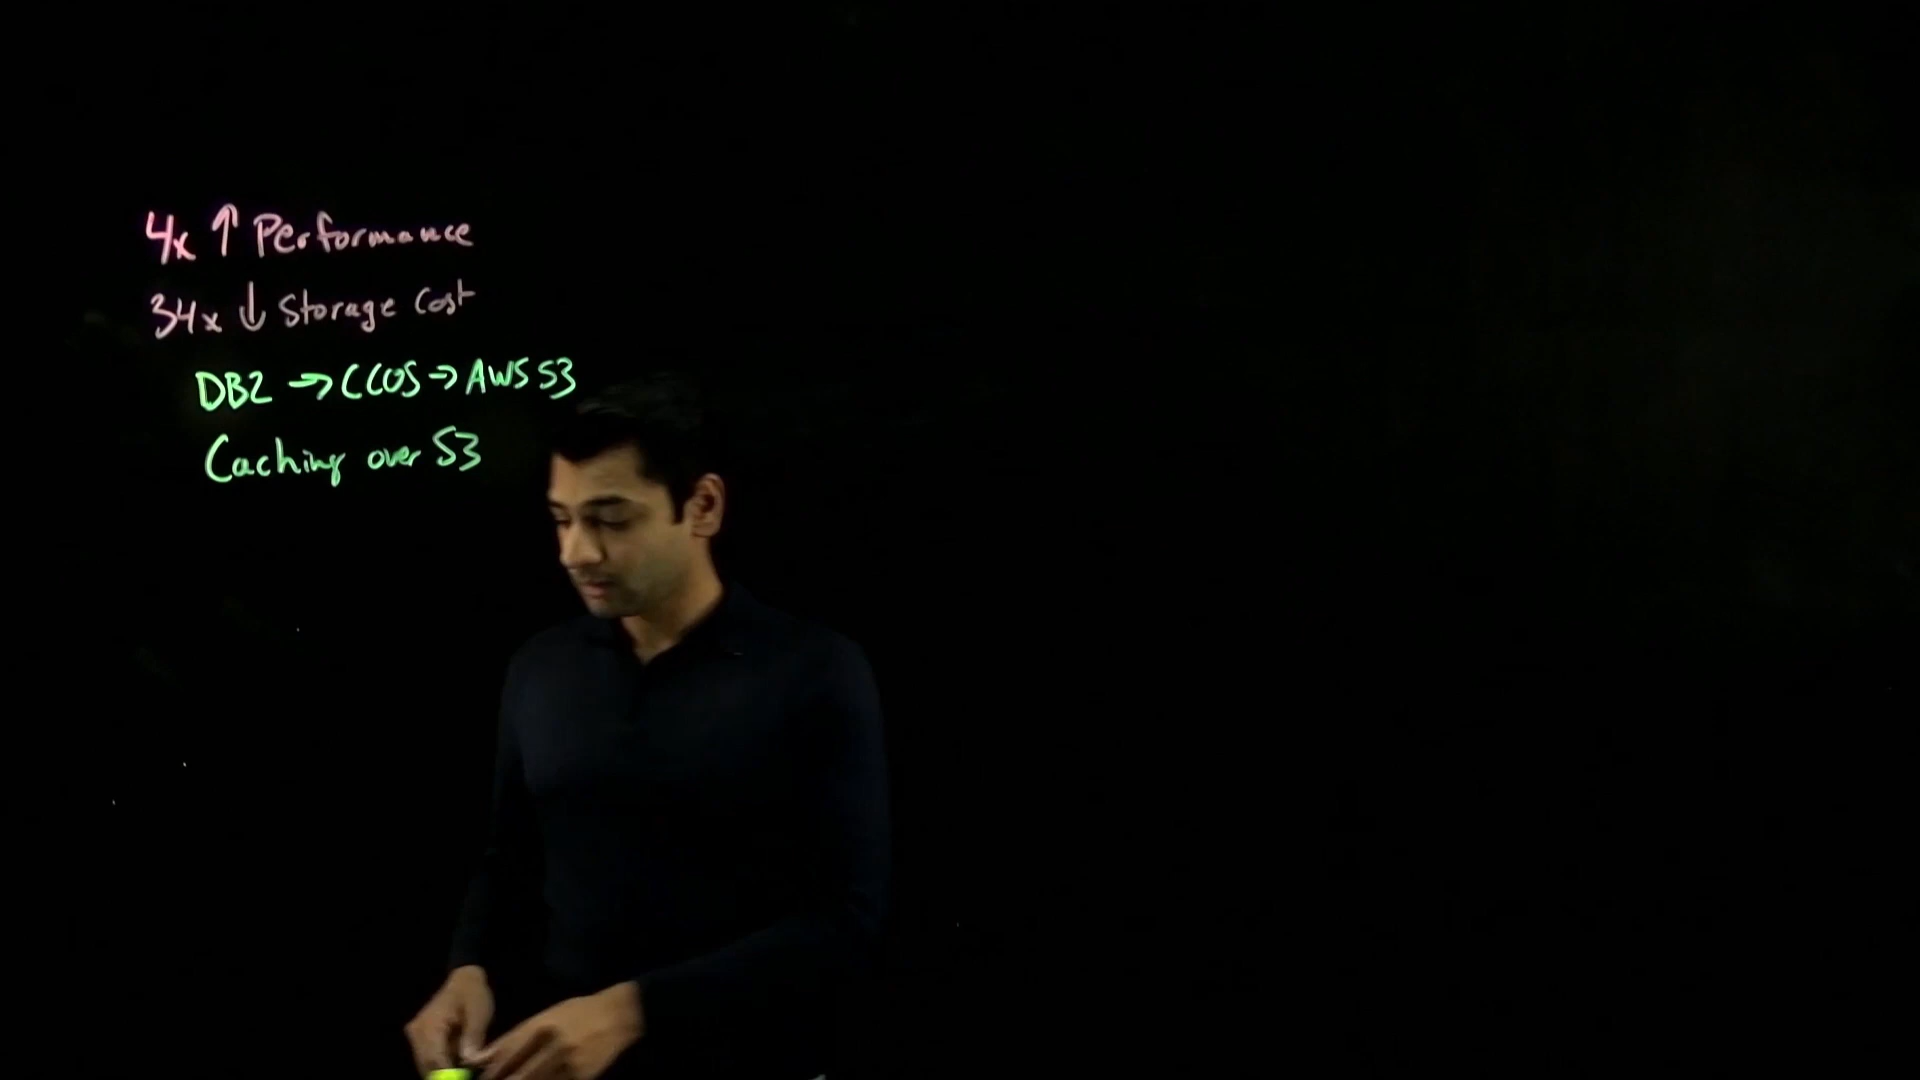 4x ↑ Performance
34x ↓ Storage Cost
DB2 → CCOS → AWS S3
Caching over S3